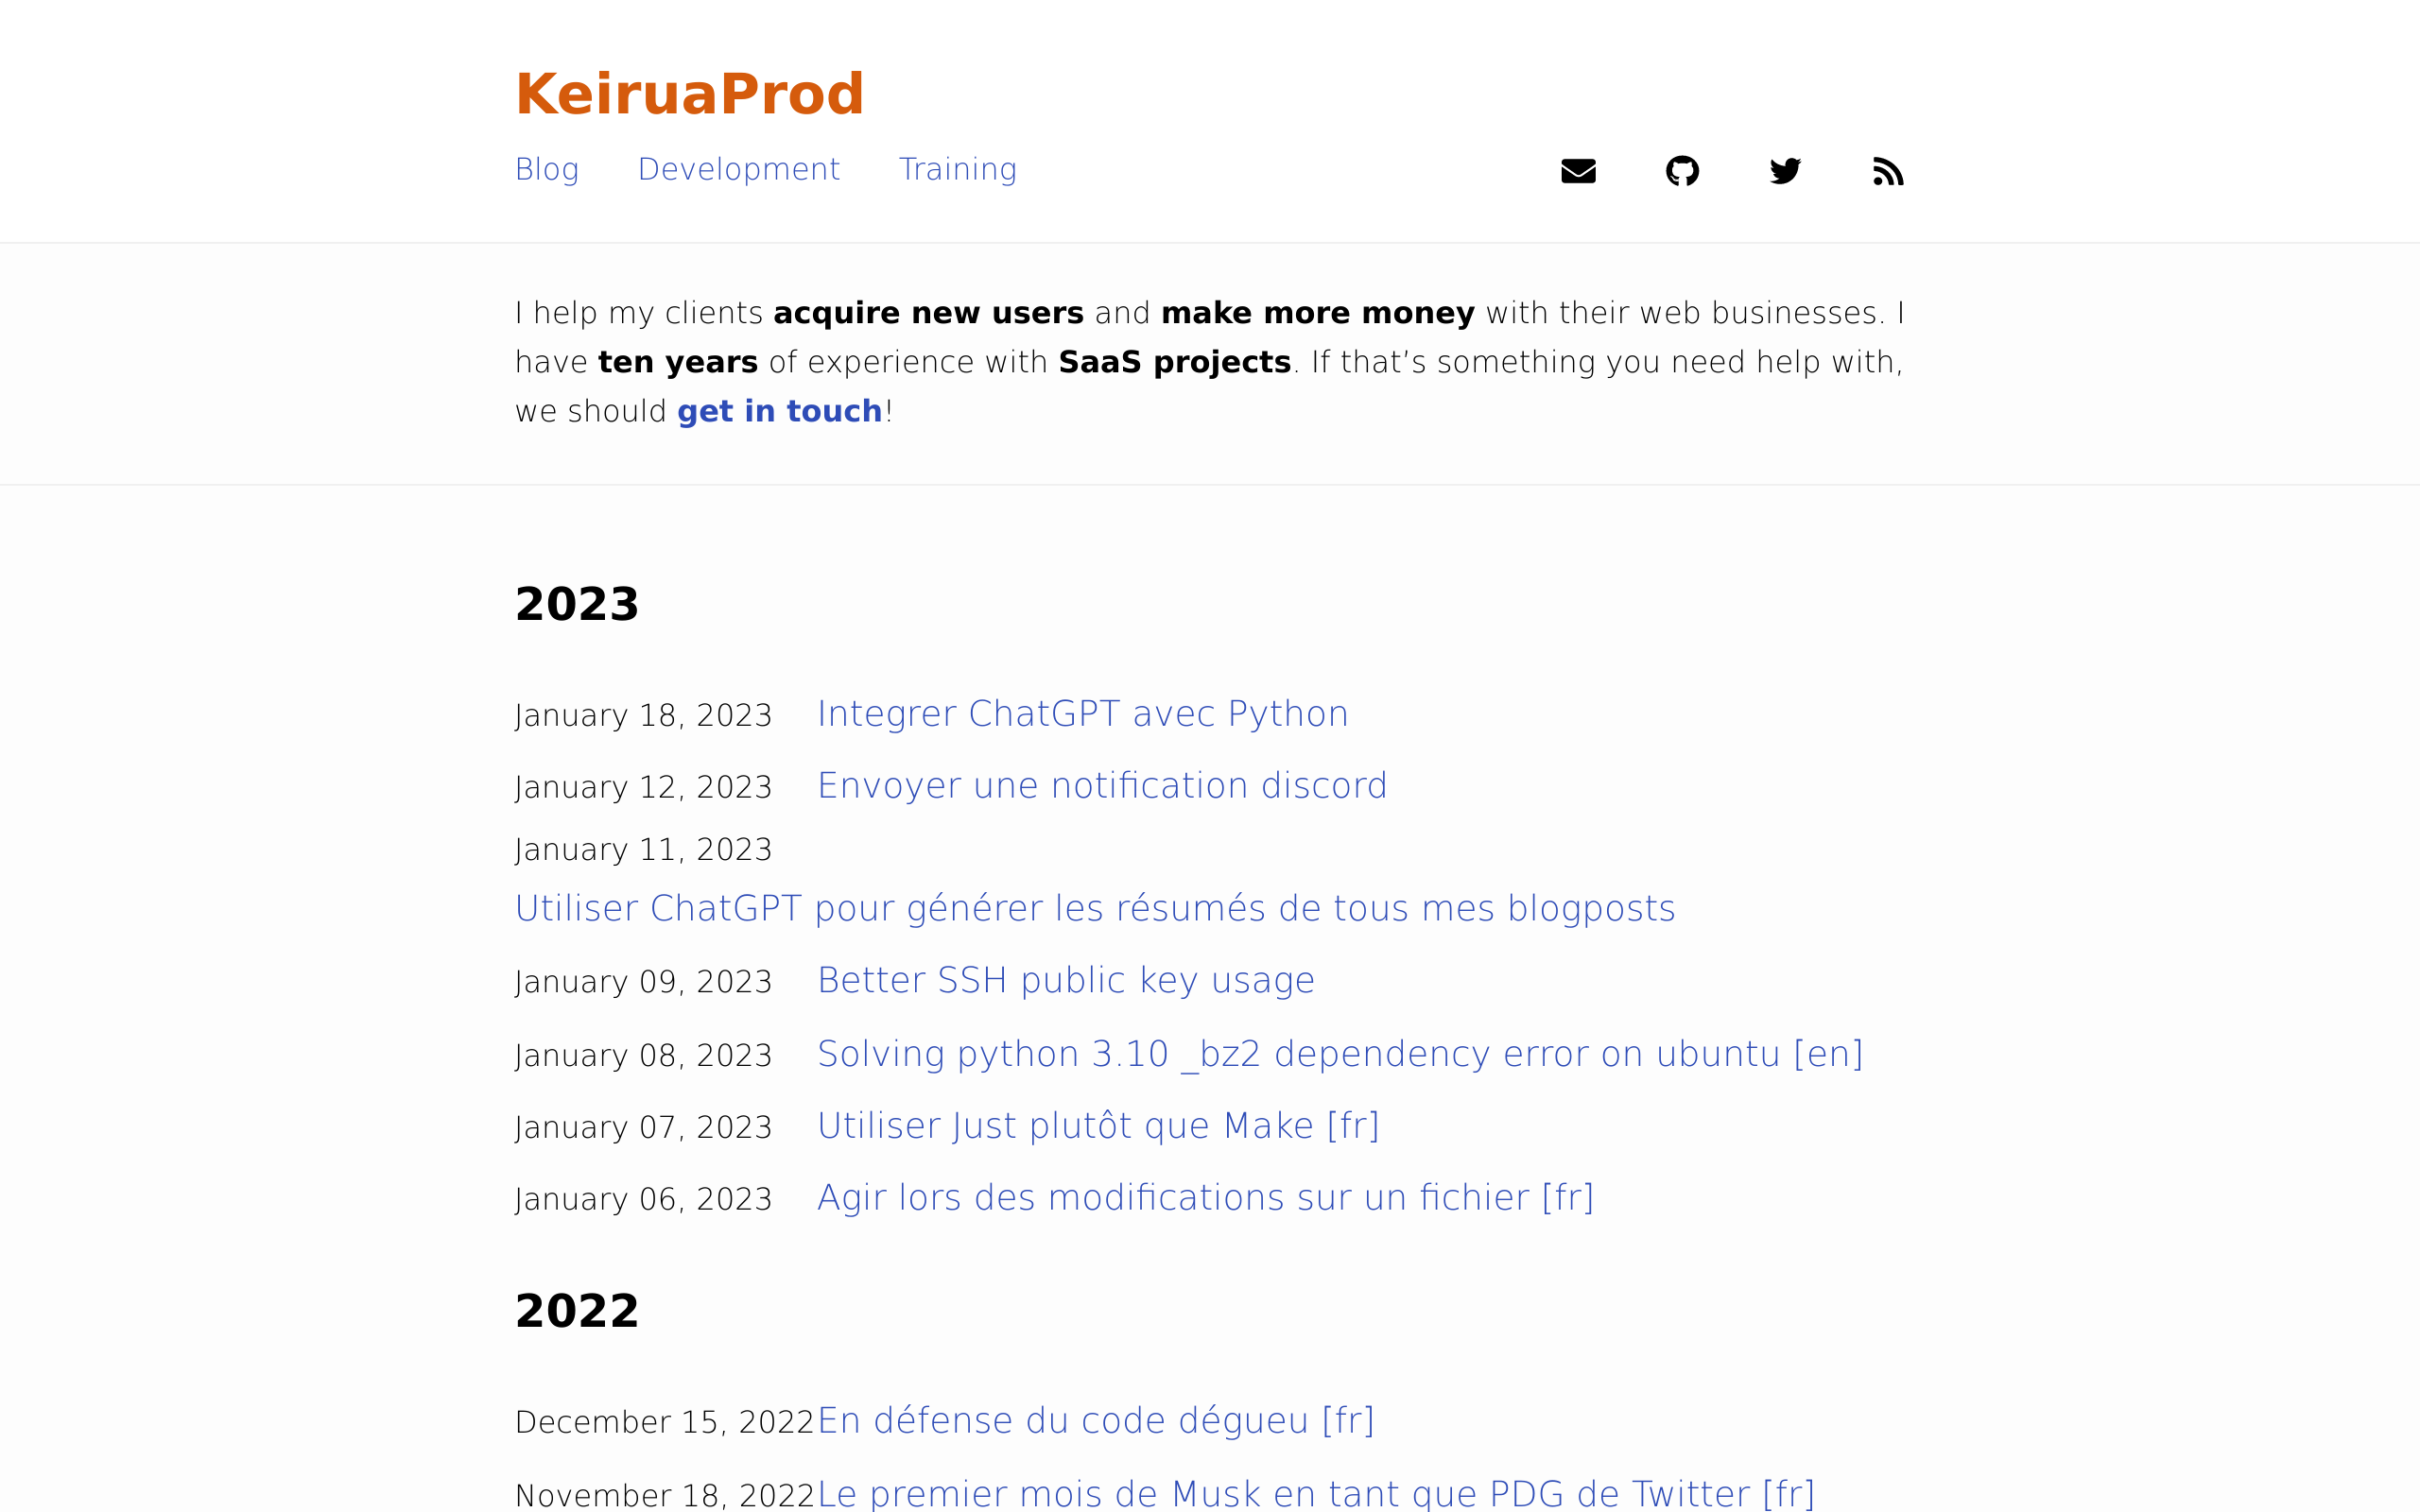 KeiruaProd
Blog Development Training
I help my clients acquire new users and make more money with their web businesses. I
have ten years of experience with SaaS projects. If that’s something you need help with,
we should get in touch!
2023
January 18, 2023 Integrer ChatGPT avec Python
January 12, 2023 Envoyer une notification discord
January 11, 2023
Utiliser ChatGPT pour générer les résumés de tous mes blogposts
January 09, 2023 Better SSH public key usage
January 08, 2023 Solving python 3.10 _bz2 dependency error on ubuntu [en]
January 07, 2023 Utiliser Just plutôt que Make [fr]
January 06, 2023 Agir lors des modifications sur un fichier [fr]
2022
December 15, 2022 En défense du code dégueu [fr]
November 18, 2022 Le premier mois de Musk en tant que PDG de Twitter [fr]